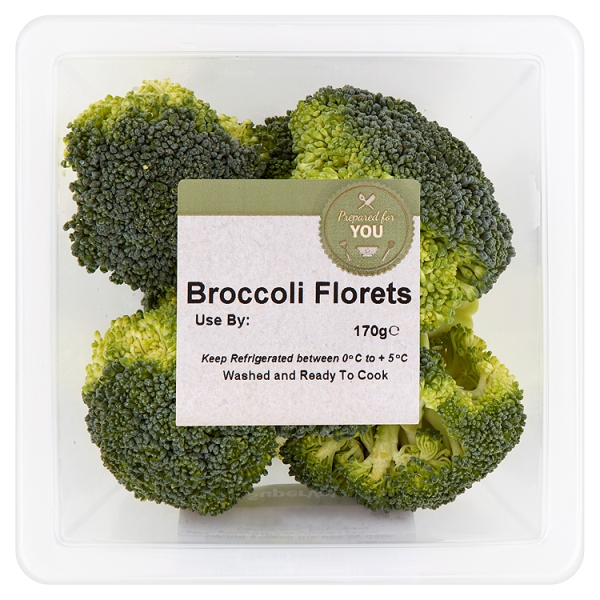 Prepared for
YOU
Broccoli Florets
Use By:
170g℮
Keep Refrigerated between 0°C to + 5°C
Washed and Ready To Cook